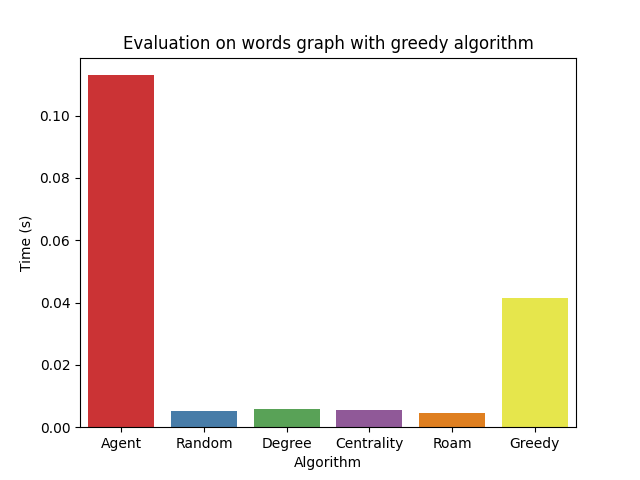 Evaluation on words graph with greedy algorithm
0.10
0.08
0.06
0.04
0.02
0.00
Time (s)
Agent Random Degree Centrality Roam Greedy
Algorithm